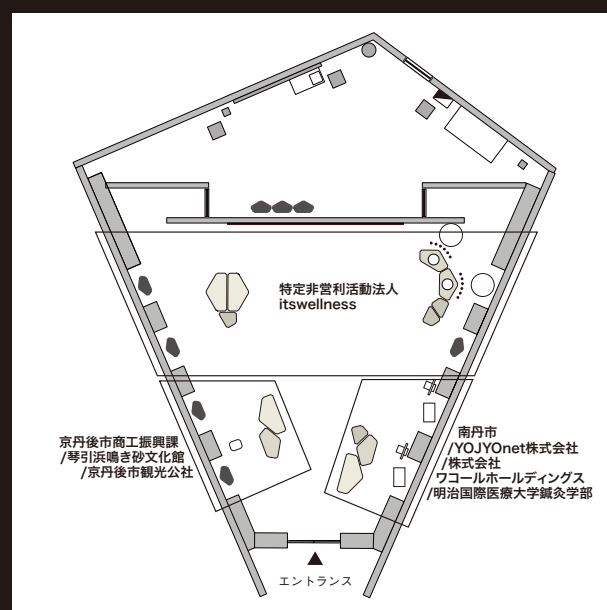 特定非営利活動法人
itswellness
京丹後市商工振興課
/琴引浜鳴き砂文化館
/京丹後市観光公社
南丹市
/YOJYOnet株式会社
/株式会社
ワコールホールディングス
/明治国際医療大学鍼灸学部
エントランス